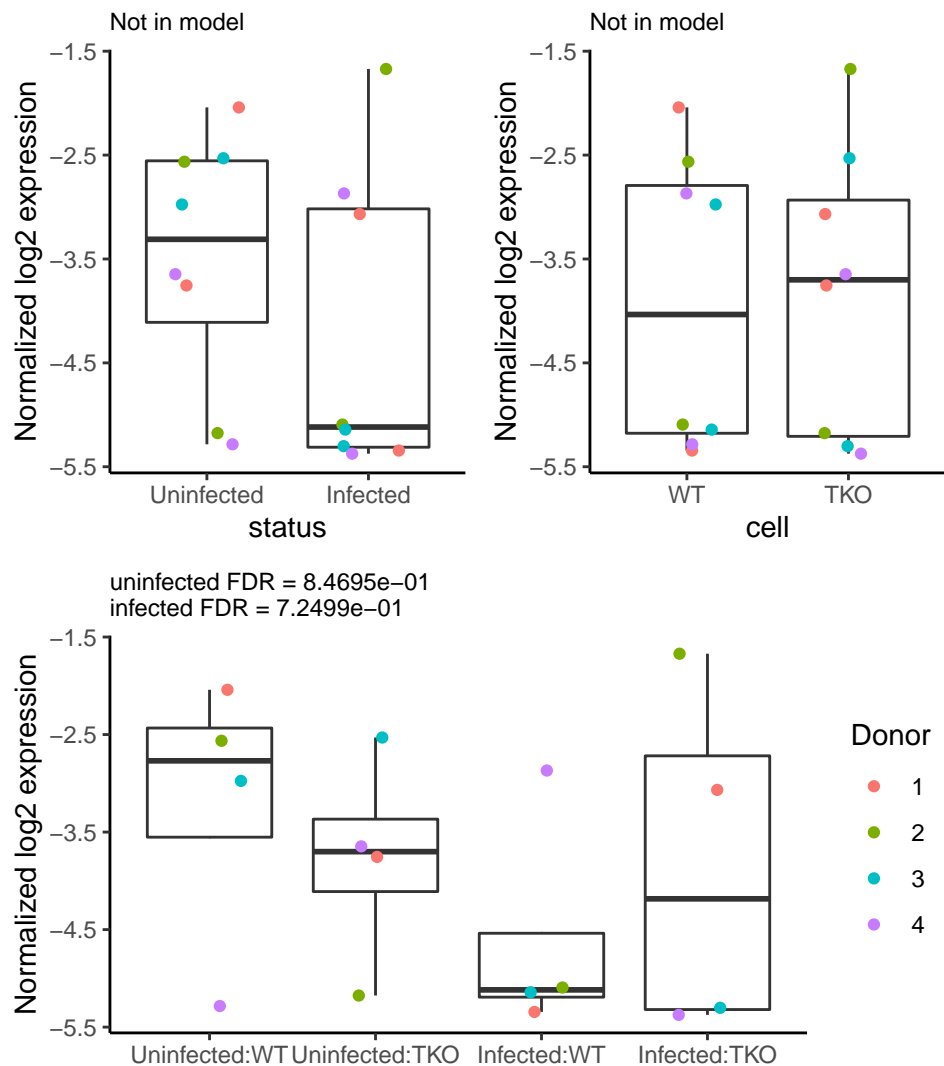 Not in model
Normalized log2 expression
−1.5
−2.5
−3.5
−4.5
−5.5
Uninfected Infected
status
Not in model
Normalized log2 expression
−1.5
−2.5
−3.5
−4.5
−5.5
WT TKO
cell
uninfected FDR = 8.4695e−01
infected FDR = 7.2499e−01
Normalized log2 expression
−1.5
−2.5
−3.5
−4.5
−5.5
Uninfected:WT Uninfected:TKO Infected:WT Infected:TKO
Donor
1
2
3
4